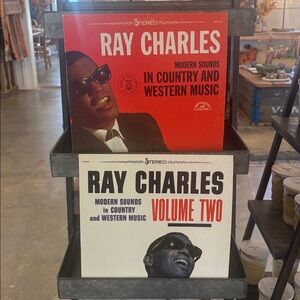 STEREO
RAY CHARLES
MODERN SOUNDS
IN COUNTRY AND
WESTERN MUSIC
STEREO
RAY CHARLES
MODERN SOUNDS
in COUNTRY
and WESTERN MUSIC
VOLUME TWO